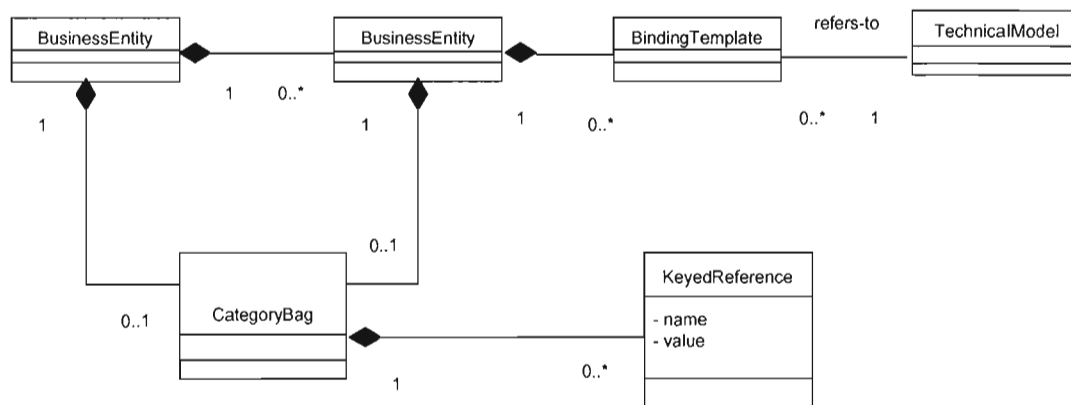 BusinessEntity
BusinessEntity
BindingTemplate
refers-to
TechnicalModel
1
0..*
1
1
1
0..*
0..*
1
0..1
0..1
CategoryBag
KeyedReference
- name
- value
1
0..*